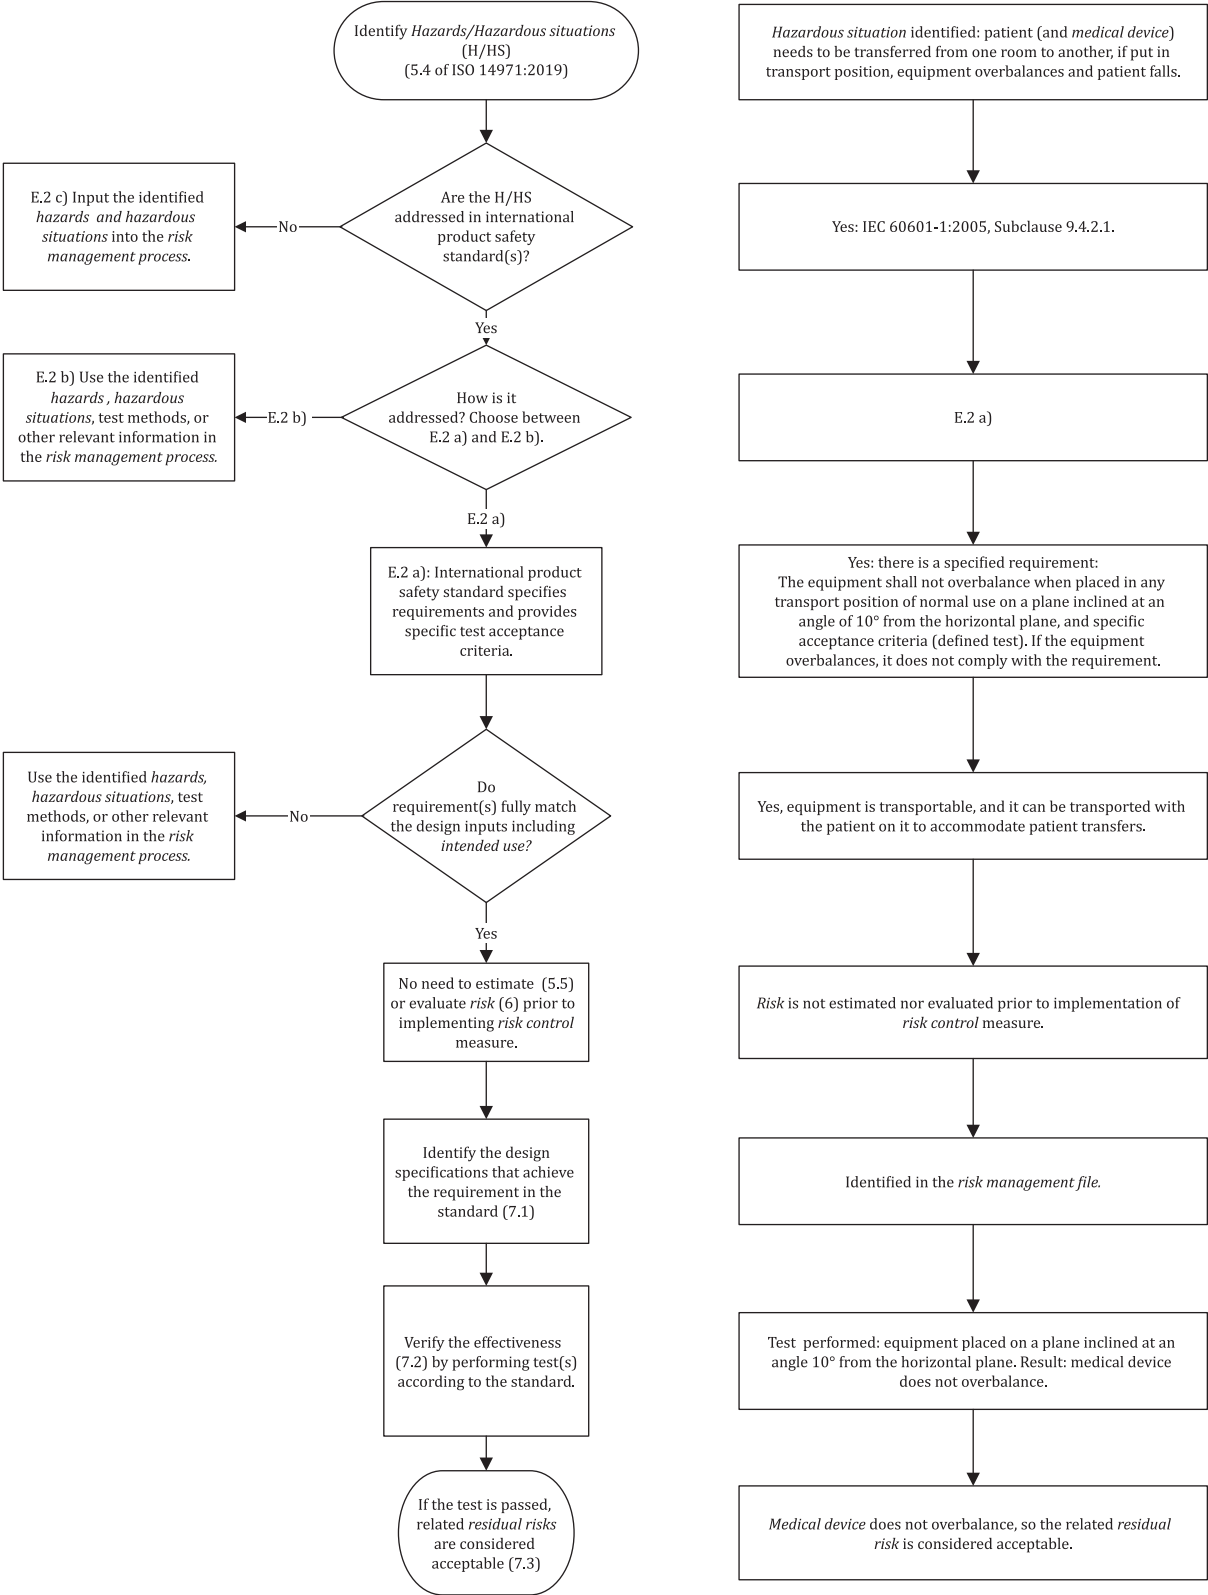 Identify Hazards/Hazardous situations
(H/HS)
(5.4 of ISO 14971:2019)
Are the H/HS
addressed in international
product safety
standard(s)?
No
E.2 c) Input the identified
hazards and hazardous
situations into the risk
management process.
Yes
How is it
addressed? Choose between
E.2 a) and E.2 b).
E.2 b)
E.2 b) Use the identified
hazards , hazardous
situations, test methods, or
other relevant information in
the risk management process.
E.2 a)
E.2 a): International product
safety standard specifies
requirements and provides
specific test acceptance
criteria.
Do
requirement(s) fully match
the design inputs including
intended use?
No
Use the identified hazards,
hazardous situations, test
methods, or other relevant
information in the risk
management process.
Yes
No need to estimate (5.5)
or evaluate risk (6) prior to
implementing risk control
measure.
Identify the design
specifications that achieve
the requirement in the
standard (7.1)
Verify the effectiveness
(7.2) by performing test(s)
according to the standard.
If the test is passed,
related residual risks
are considered
acceptable (7.3)
Hazardous situation identified: patient (and medical device)
needs to be transferred from one room to another, if put in
transport position, equipment overbalances and patient falls.
Yes: IEC 60601-1:2005, Subclause 9.4.2.1.
E.2 a)
Yes: there is a specified requirement:
The equipment shall not overbalance when placed in any
transport position of normal use on a plane inclined at an
angle of 10° from the horizontal plane, and specific
acceptance criteria (defined test). If the equipment
overbalances, it does not comply with the requirement.
Yes, equipment is transportable, and it can be transported with
the patient on it to accommodate patient transfers.
Risk is not estimated nor evaluated prior to implementation of
risk control measure.
Identified in the risk management file.
Test performed: equipment placed on a plane inclined at an
angle 10° from the horizontal plane. Result: medical device
does not overbalance.
Medical device does not overbalance, so the related residual
risk is considered acceptable.